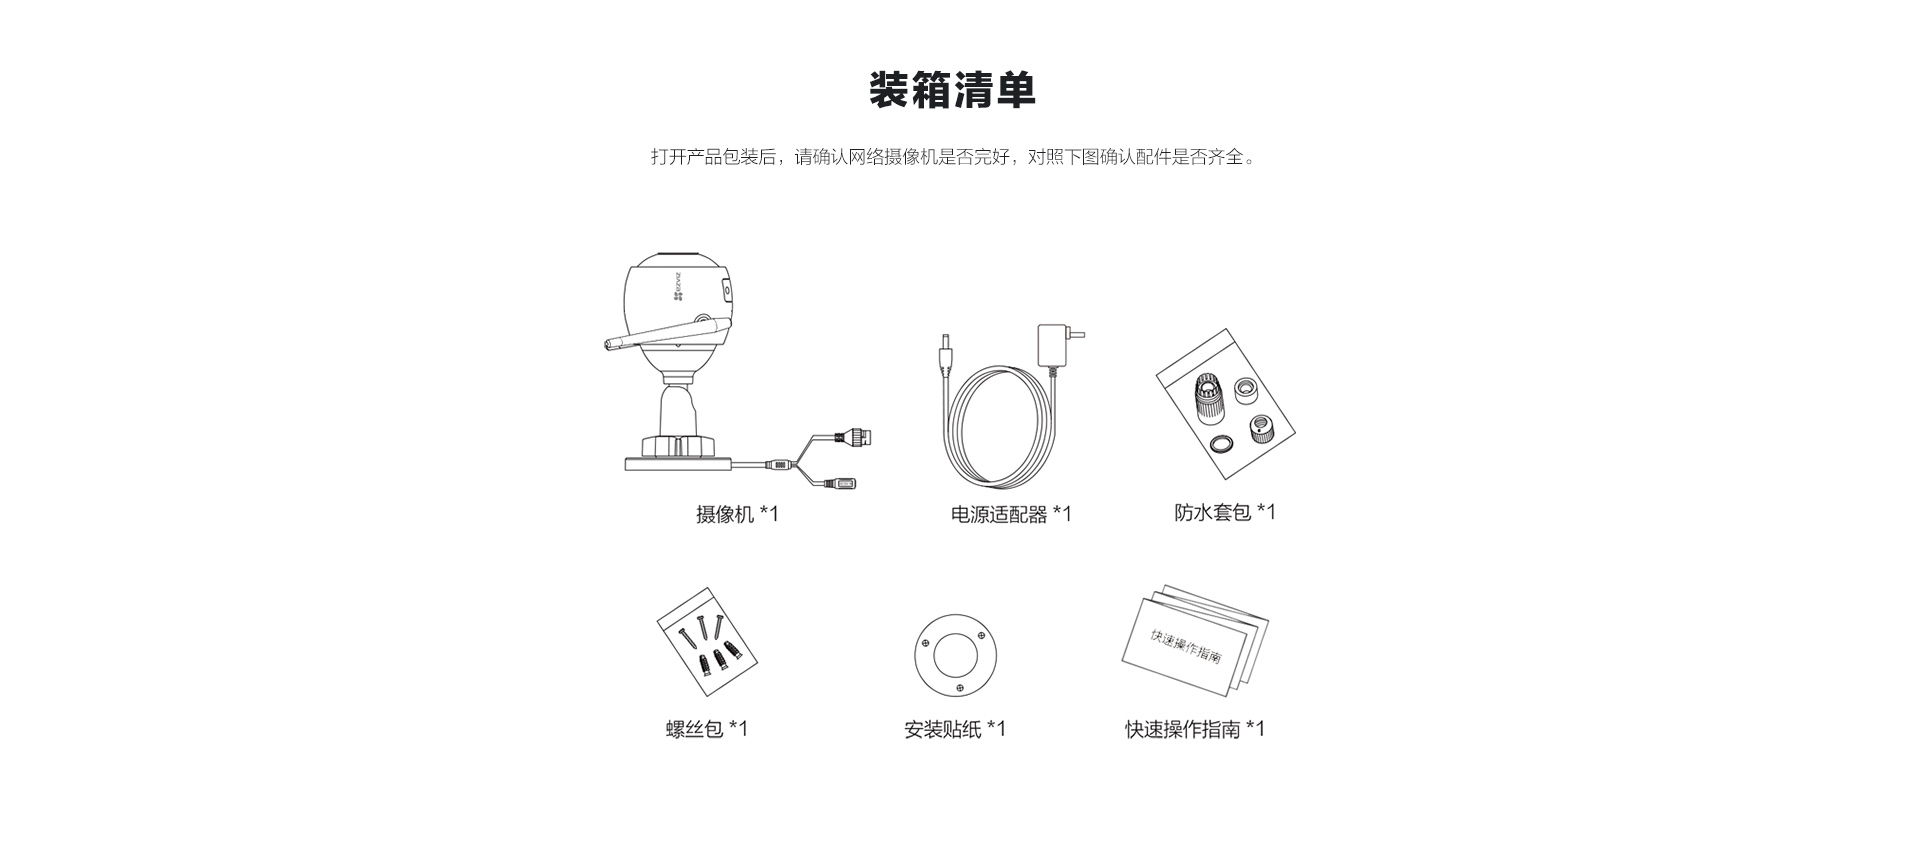 装箱清单
打开产品包装后，请确认网络摄像机是否完好，对照下图确认配件是否齐全。
ezviz
摄像机 *1
电源适配器 *1
防水套包 *1
快速操作指南
螺丝包 *1
安装贴纸 *1
快速操作指南 *1